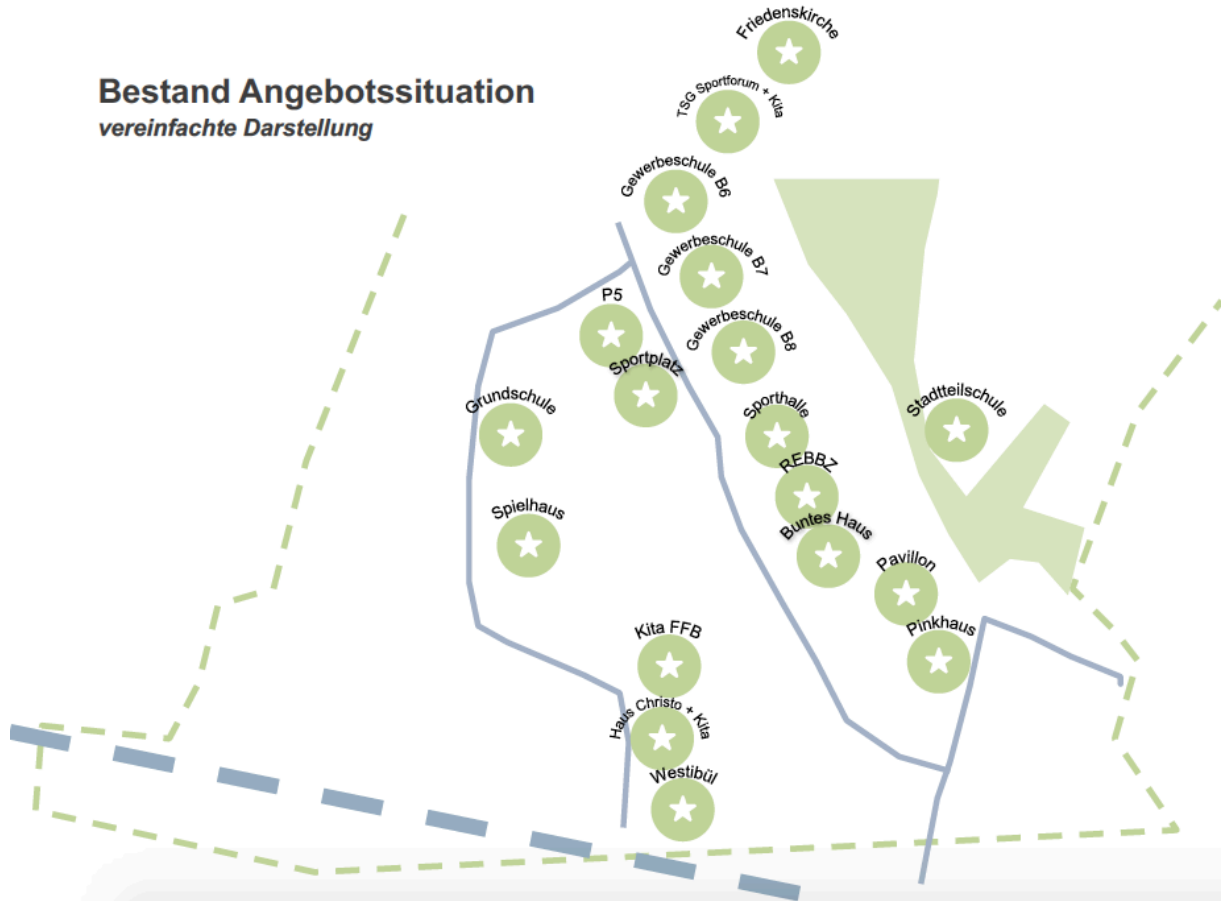 Bestand Angebotssituation
vereinfachte Darstellung
Friedenskirche
TSG Sportforum + Kita
Gewerbeschule B6
Gewerbeschule B7
P5
Gewerbeschule B8
Sportplatz
Grundschule
Sporthalle
Stadtteilschule
REBBZ
Spielhaus
Buntes Haus
Pavillon
Kita FFB
Pinkhaus
Haus Christo + Kita
Westibül